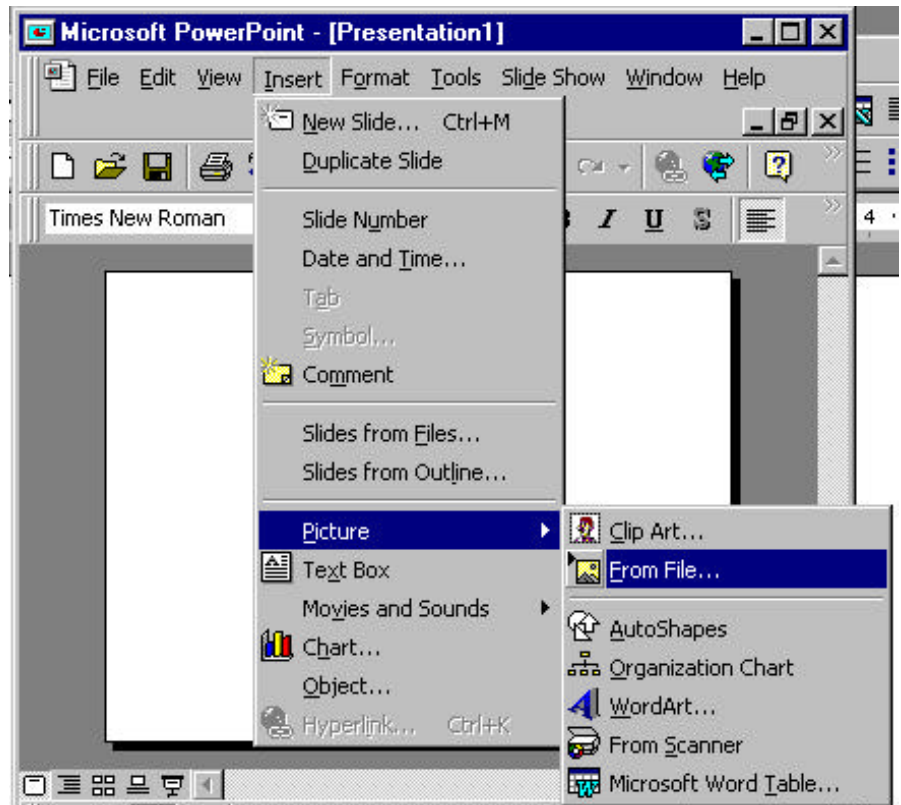 Microsoft PowerPoint - [Presentation1]
File Edit View Insert Format Tools Slide Show Window Help
New Slide... Ctrl+M
Duplicate Slide
Times New Roman
I U S
4
Slide Number
Date and Time...
Tab
Symbol...
Comment
Slides from Files...
Slides from Outline...
Picture
Text Box
Movies and Sounds
Chart...
Object...
Hyperlink... Ctrl+K
Clip Art...
From File...
AutoShapes
Organization Chart
WordArt...
From Scanner
Microsoft Word Table...